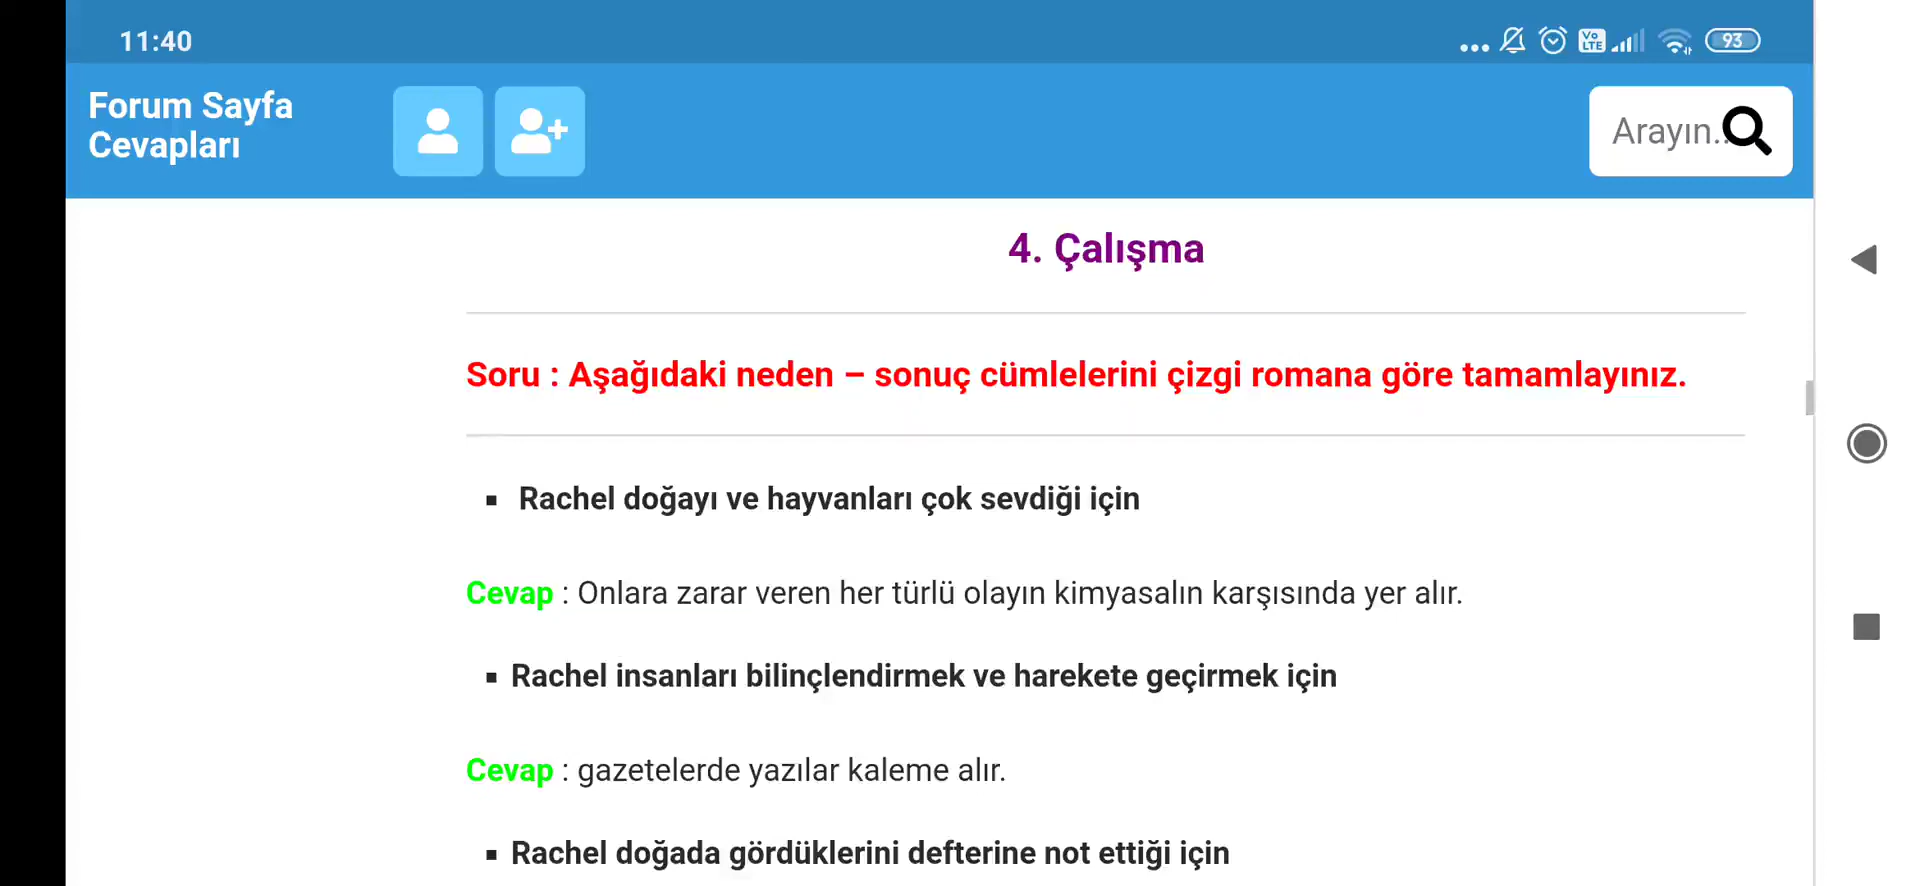 11:40
Vo LTE
93
Forum Sayfa
Cevapları
Arayın..
4. Çalışma
Soru : Aşağıdaki neden – sonuç cümlelerini çizgi romana göre tamamlayınız.
▪ Rachel doğayı ve hayvanları çok sevdiği için
Cevap : Onlara zarar veren her türlü olayın kimyasalın karşısında yer alır.
▪ Rachel insanları bilinçlendirmek ve harekete geçirmek için
Cevap : gazetelerde yazılar kaleme alır.
▪ Rachel doğada gördüklerini defterine not ettiği için